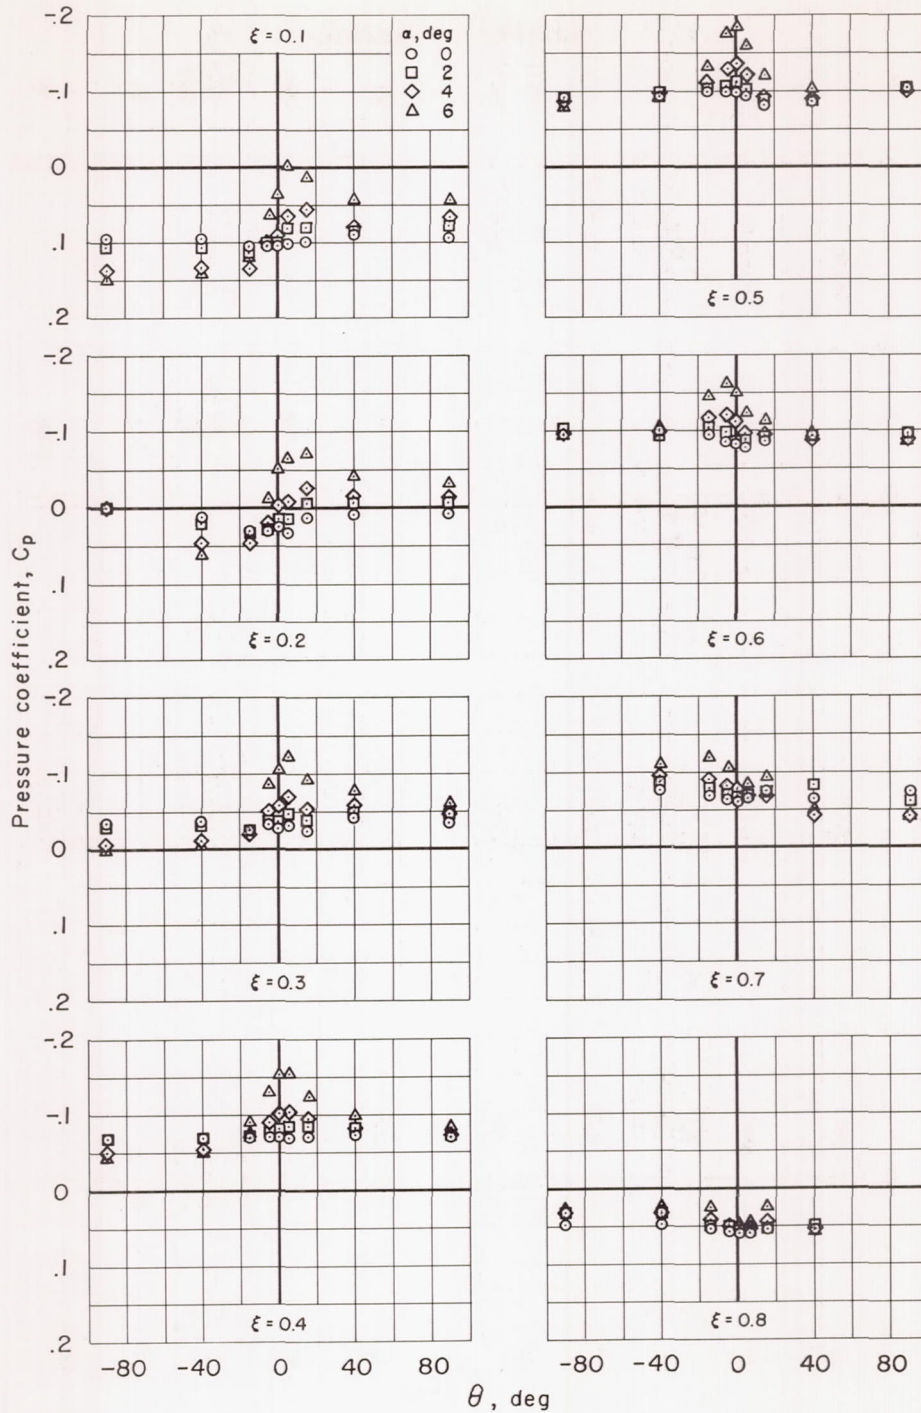 -.2
-.1
0
.1
.2
ξ = 0.1
α, deg
○ 0
□ 2
◇ 4
△ 6
ξ = 0.5
-.2
-.1
0
.1
.2
ξ = 0.2
ξ = 0.6
Pressure coefficient, Cp
-.2
-.1
0
.1
.2
ξ = 0.3
ξ = 0.7
-.2
-.1
0
.1
.2
ξ = 0.4
ξ = 0.8
-80 -40 0 40 80
-80 -40 0 40 80
θ, deg